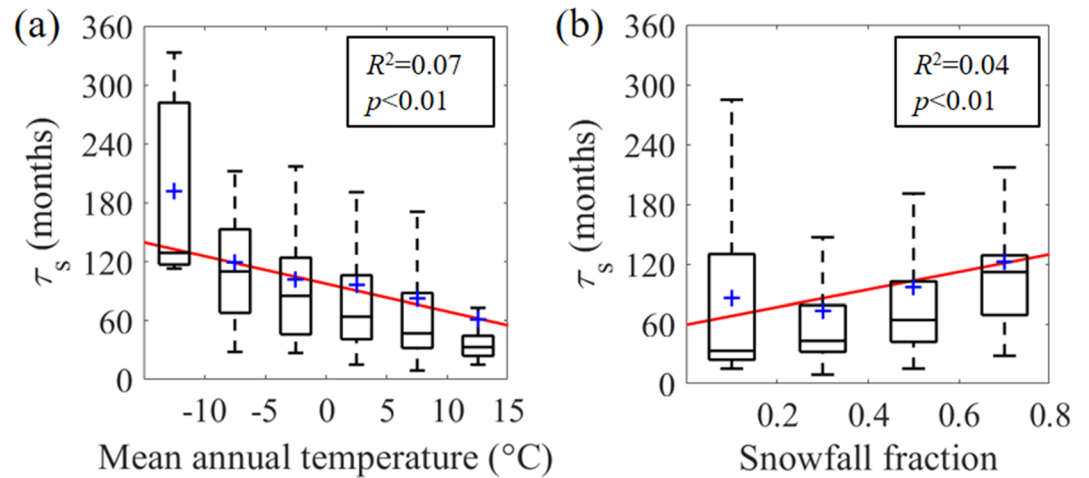 (a)
360
300
240
180
120
60
0
τs (months)
R²=0.07
p<0.01
-10 -5 0 5 10 15
Mean annual temperature (°C)
(b)
360
300
240
180
120
60
0
τs (months)
R²=0.04
p<0.01
0.2 0.4 0.6 0.8
Snowfall fraction